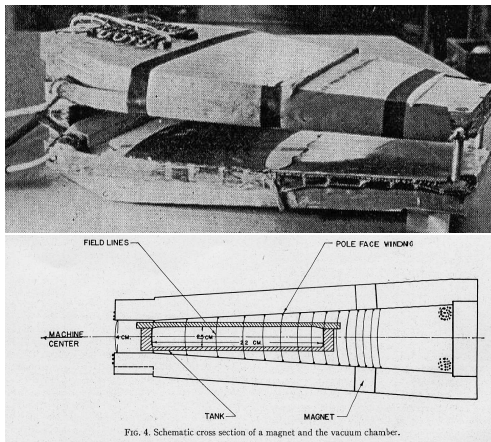 FIELD LINES
POLE FACE WINDING
MACHINE
CENTER
CM.
CM
22 CM
TANK
MAGNET
FIG. 4. Schematic cross section of a magnet and the vacuum chamber.